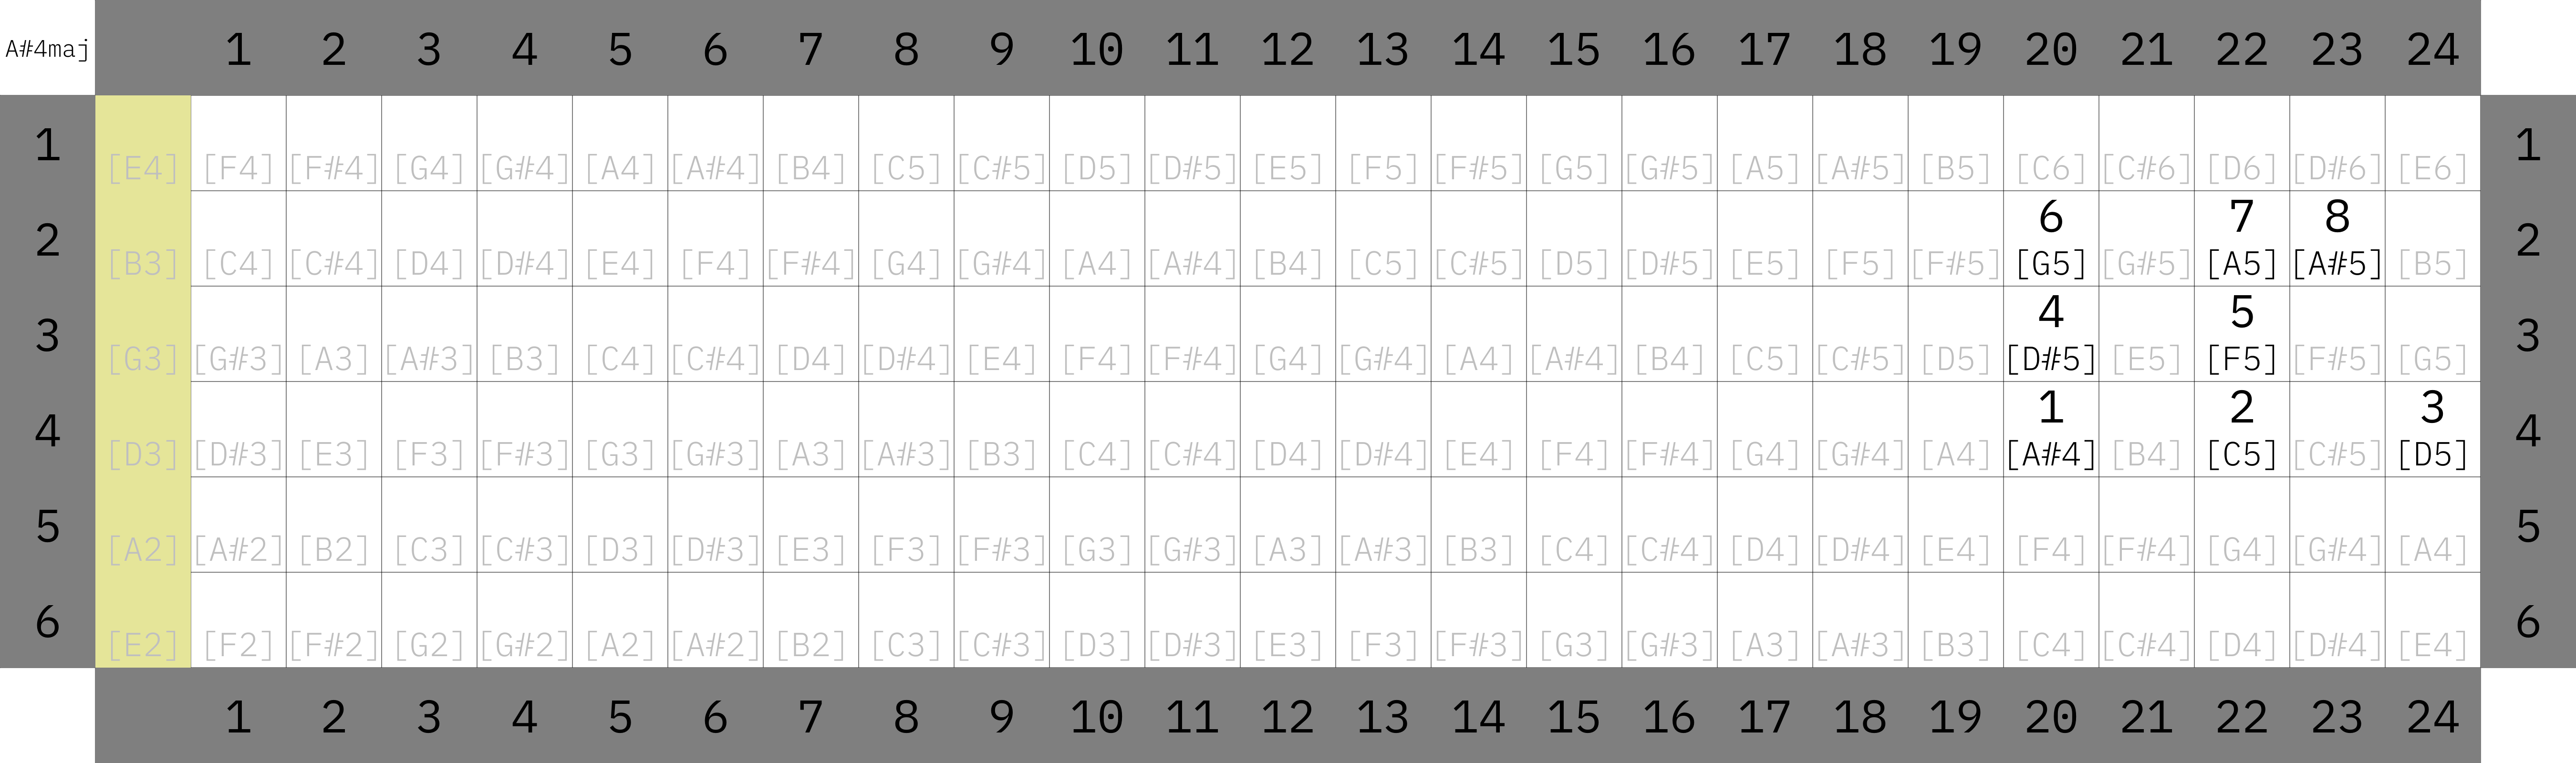 A#4maj 1 2 3 4 5 6 7 8 9 10 11 12 13 14 15 16 17 18 19 20 21 22 23 24
1 [E4] [F4] [F#4] [G4] [G#4] [A4] [A#4] [B4] [C5] [C#5] [D5] [D#5] [E5] [F5] [F#5] [G5] [G#5] [A5] [A#5] [B5] [C6] [C#6] [D6] [D#6] [E6] 1
6 7 8
2 [B3] [C4] [C#4] [D4] [D#4] [E4] [F4] [F#4] [G4] [G#4] [A4] [A#4] [B4] [C5] [C#5] [D5] [D#5] [E5] [F5] [F#5] [G5] [G#5] [A5] [A#5] [B5] 2
4 5
3 [G3] [G#3] [A3] [A#3] [B3] [C4] [C#4] [D4] [D#4] [E4] [F4] [F#4] [G4] [G#4] [A4] [A#4] [B4] [C5] [C#5] [D5] [D#5] [E5] [F5] [F#5] [G5] 3
1 2 3
4 [D3] [D#3] [E3] [F3] [F#3] [G3] [G#3] [A3] [A#3] [B3] [C4] [C#4] [D4] [D#4] [E4] [F4] [F#4] [G4] [G#4] [A4] [A#4] [B4] [C5] [C#5] [D5] 4
5 [A2] [A#2] [B2] [C3] [C#3] [D3] [D#3] [E3] [F3] [F#3] [G3] [G#3] [A3] [A#3] [B3] [C4] [C#4] [D4] [D#4] [E4] [F4] [F#4] [G4] [G#4] [A4] 5
6 [E2] [F2] [F#2] [G2] [G#2] [A2] [A#2] [B2] [C3] [C#3] [D3] [D#3] [E3] [F3] [F#3] [G3] [G#3] [A3] [A#3] [B3] [C4] [C#4] [D4] [D#4] [E4] 6
1 2 3 4 5 6 7 8 9 10 11 12 13 14 15 16 17 18 19 20 21 22 23 24